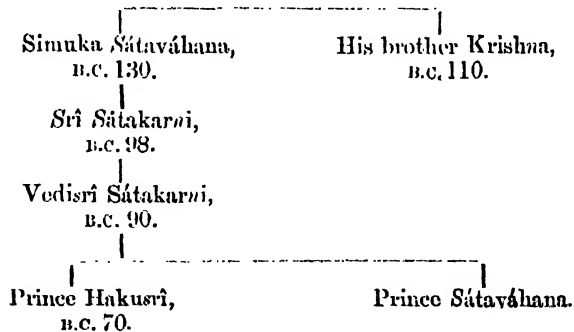 Simuka Sátaváhana,
B.C. 130.
His brother Krishna,
B.C. 110.
Srî Sátakarni,
B.C. 98.
Vedisrî Sátakarni,
B.C. 90.
Prince Hakusrî,
B.C. 70.
Prince Sátaváhana.